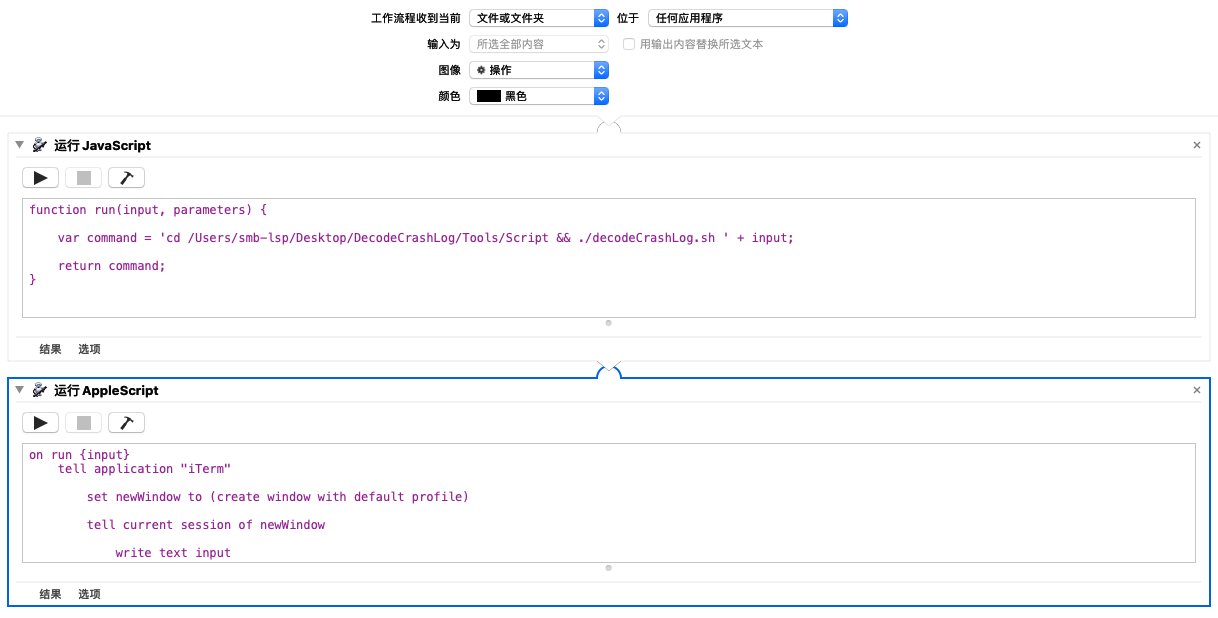 工作流程收到当前 文件或文件夹 位于 任何应用程序
输入为 所选全部内容 用输出内容替换所选文本
图像 操作
颜色 黑色
运行 JavaScript
function run(input, parameters) {
var command = 'cd /Users/smb-lsp/Desktop/DecodeCrashLog/Tools/Script && ./decodeCrashLog.sh ' + input;
return command;
}
结果 选项
运行 AppleScript
on run {input}
tell application "iTerm"
set newWindow to (create window with default profile)
tell current session of newWindow
write text input
结果 选项